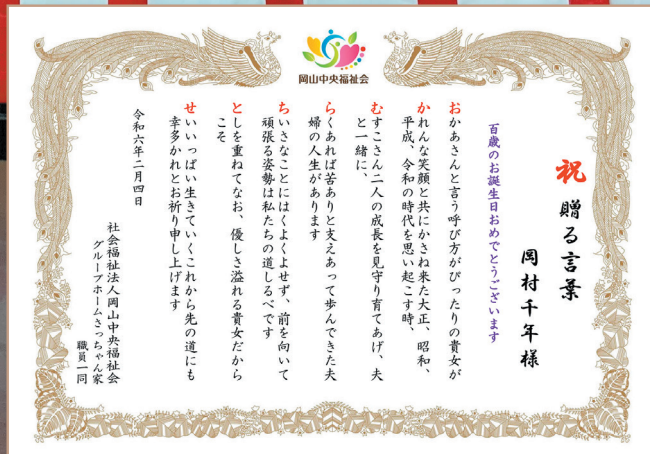 岡山中央福祉会
祝 贈る言葉
岡村千年様
百歳のお誕生日おめでとうございます
おかあさんと言う呼び方がぴったりの貴女が
かれんな笑顔と共にかさね来た大正、昭和、
平成、令和の時代を思い起こす時、
むすこさん二人の成長を見守り育てあげ、夫
と一緒に、
らくあれば苦ありと支えあって歩んできた夫
婦の人生があります
ちいさなことにはくよくよせず、前を向いて
頑張る姿勢は私たちの道しるべです
としを重ねてなお、優しさ溢れる貴女だから
こそ
せいいっぱい生きていくこれから先の道にも
幸多かれとお祈り申し上げます
令和六年二月四日
社会福祉法人岡山中央福祉会
グループホームさっちゃん家
職員一同